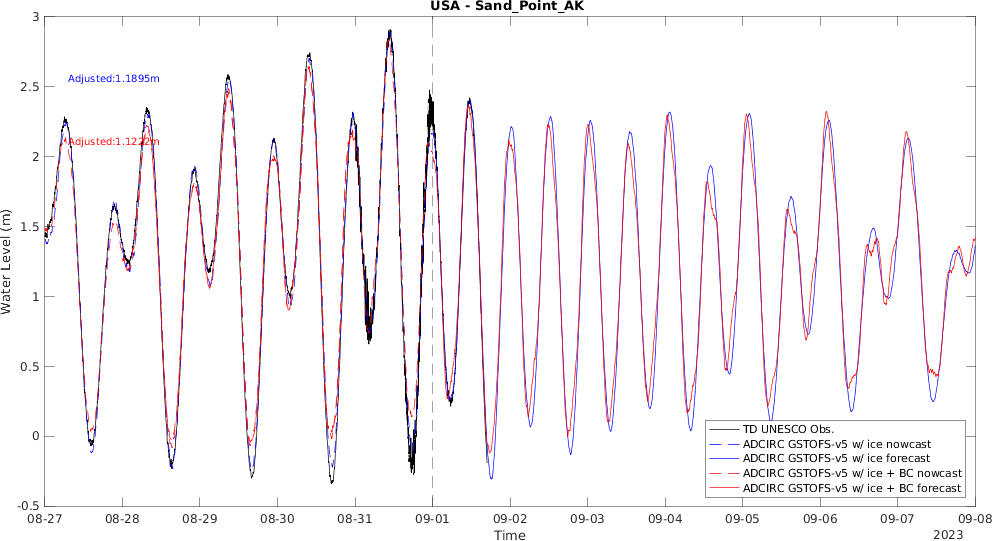 USA - Sand_Point_AK
Water Level (m)
3
2.5
2
1.5
1
0.5
0
-0.5
Adjusted:1.1895m
Adjusted:1.1222m
TD UNESCO Obs.
ADCIRC GSTOFS-v5 w/ ice nowcast
ADCIRC GSTOFS-v5 w/ ice forecast
ADCIRC GSTOFS-v5 w/ ice + BC nowcast
ADCIRC GSTOFS-v5 w/ ice + BC forecast
08-27 08-28 08-29 08-30 08-31 09-01 09-02 09-03 09-04 09-05 09-06 09-07 09-08
Time
2023